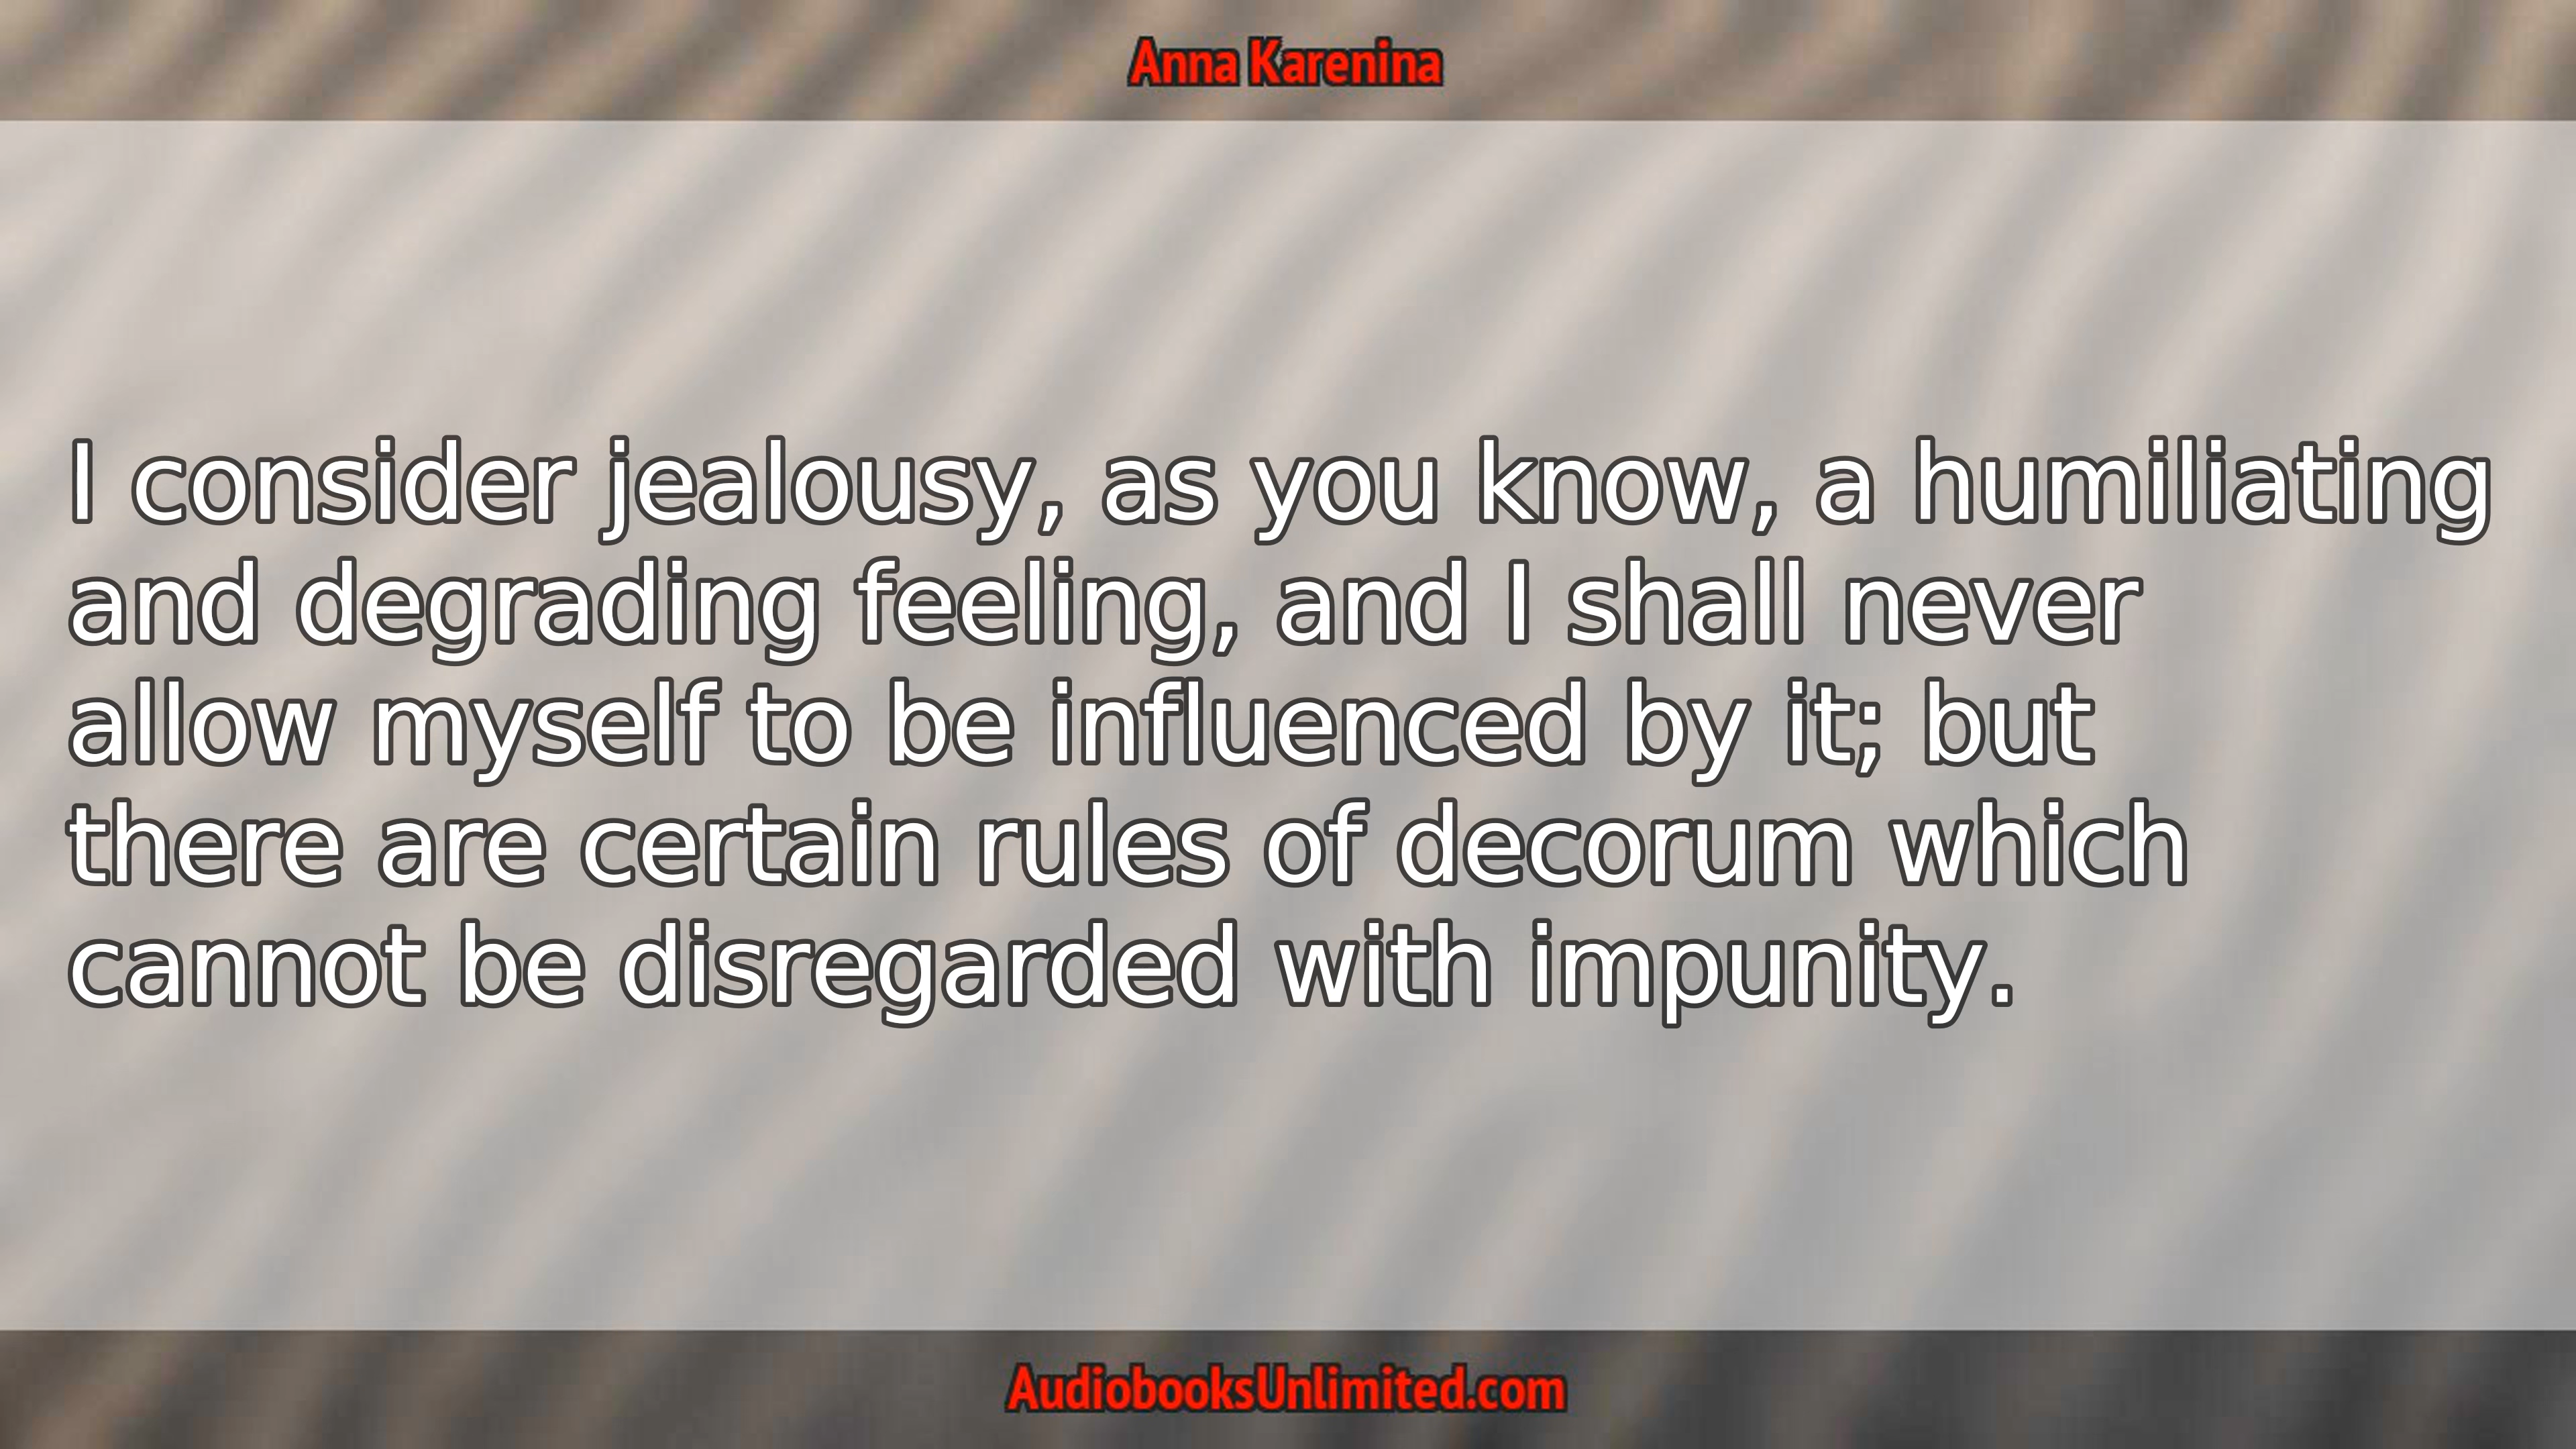 Anna Karenina
I consider jealousy, as you know, a humiliating
and degrading feeling, and I shall never
allow myself to be influenced by it; but
there are certain rules of decorum which
cannot be disregarded with impunity.
AudiobooksUnlimited.com